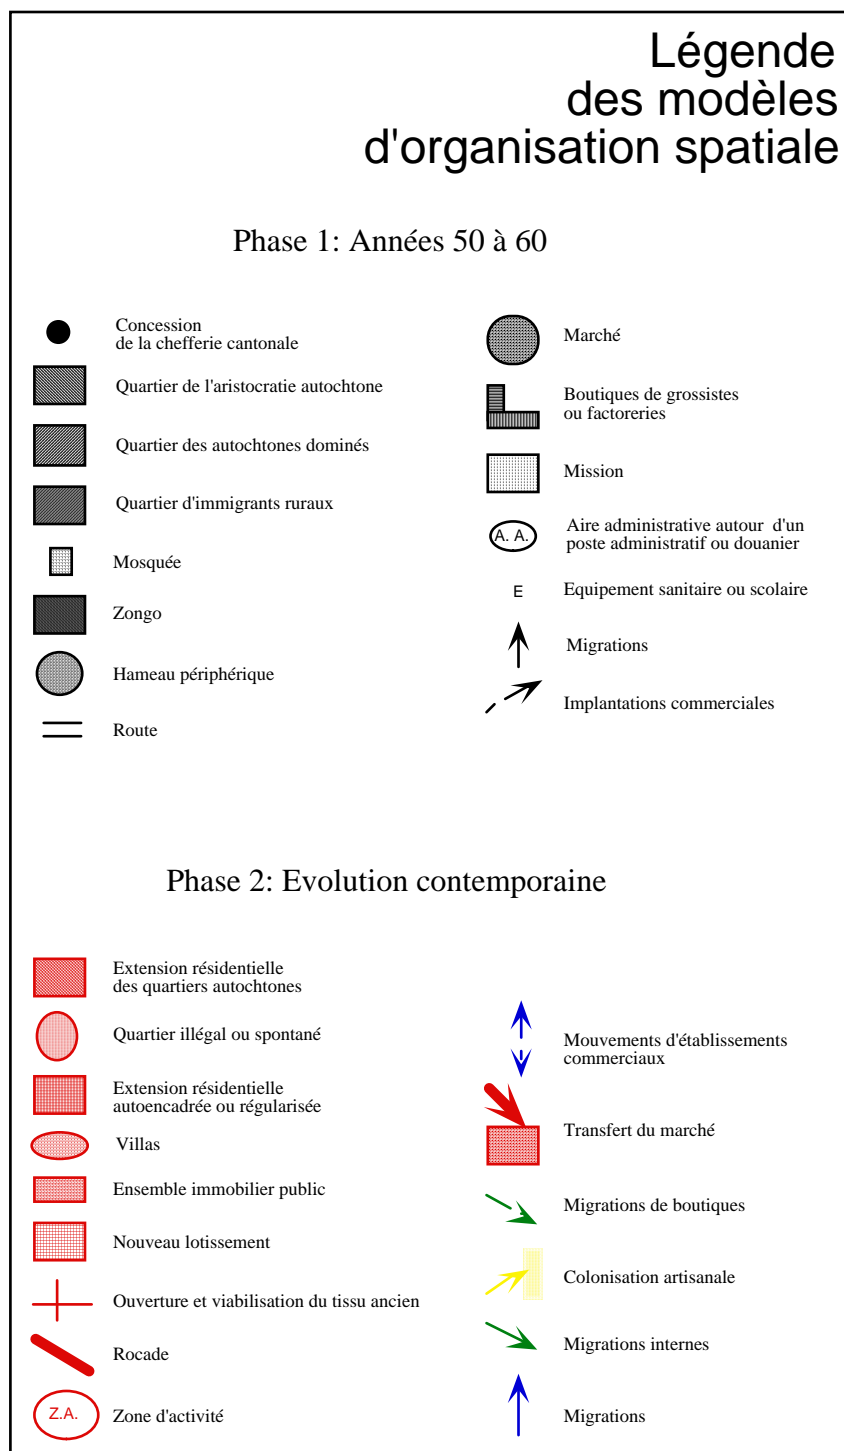 Légende
des modèles
d'organisation spatiale
Phase 1: Années 50 à 60
Concession
de la chefferie cantonale
Quartier de l'aristocratie autochtone
Quartier des autochtones dominés
Quartier d'immigrants ruraux
Mosquée
Zongo
Hameau périphérique
Route
Marché
Boutiques de grossistes
ou factoreries
Mission
A. A.
Aire administrative autour d'un
poste administratif ou douanier
E
Equipement sanitaire ou scolaire
Migrations
Implantations commerciales
Phase 2: Evolution contemporaine
Extension résidentielle
des quartiers autochtones
Quartier illégal ou spontané
Extension résidentielle
autoencadrée ou régularisée
Villas
Ensemble immobilier public
Nouveau lotissement
Ouverture et viabilisation du tissu ancien
Rocade
Z.A.
Zone d'activité
Mouvements d'établissements
commerciaux
Transfert du marché
Migrations de boutiques
Colonisation artisanale
Migrations internes
Migrations